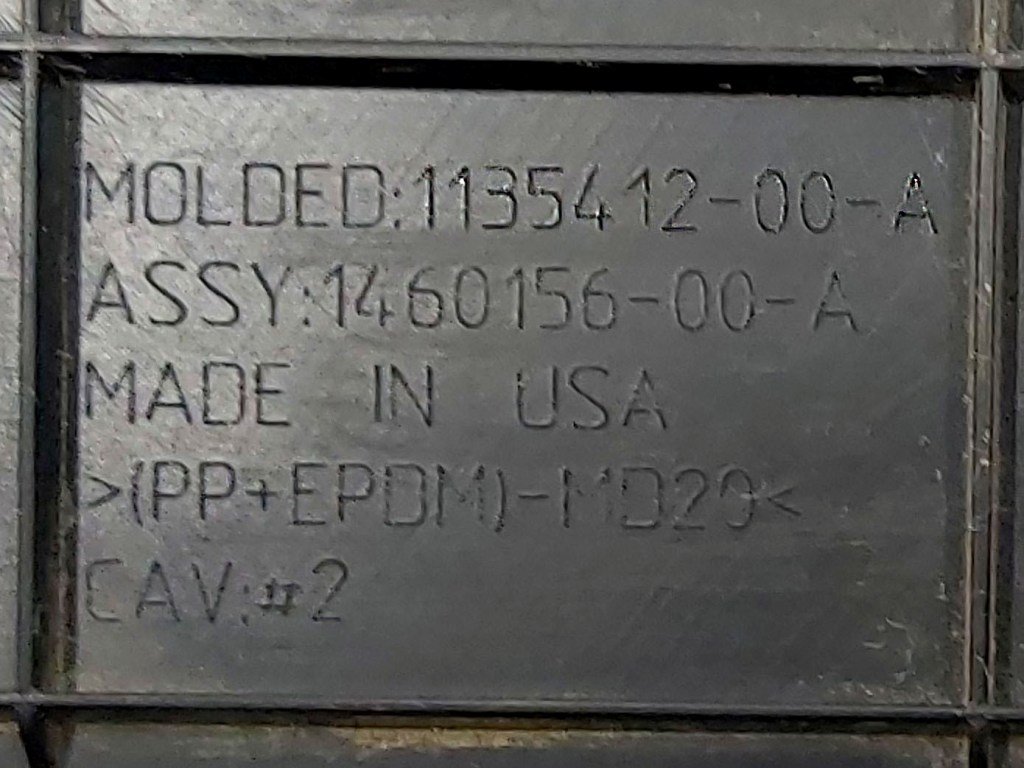 MOLDED:1135412-00-A
ASSY:1460156-00-A
MADE IN USA
>(PP+EPDM)-MD20<
CAV:#2